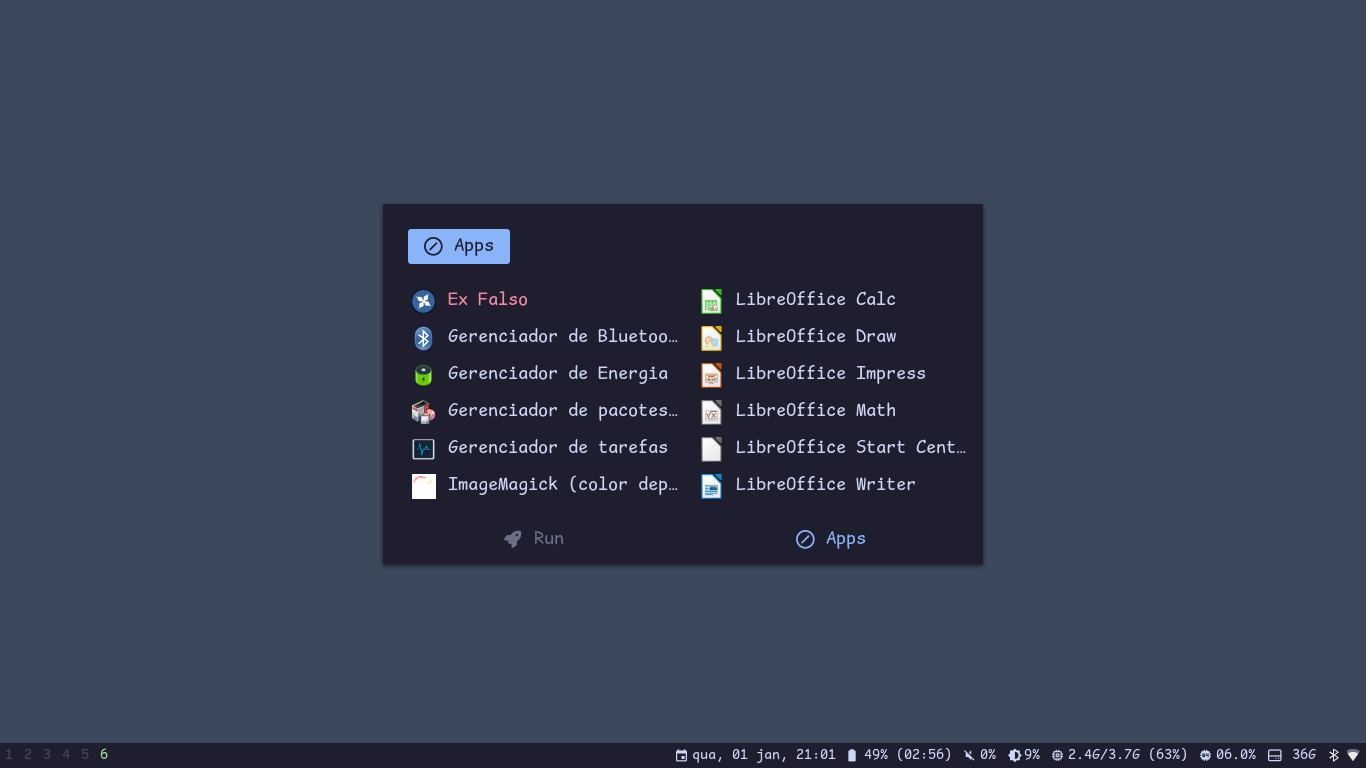 Apps
Ex Falso
Gerenciador de Bluetoo…
Gerenciador de Energia
Gerenciador de pacotes…
Gerenciador de tarefas
ImageMagick (color dep…
LibreOffice Calc
LibreOffice Draw
LibreOffice Impress
LibreOffice Math
LibreOffice Start Cent…
LibreOffice Writer
Run Apps
1 2 3 4 5 6 qua, 01 jan, 21:01 49% (02:56) 0% 9% 2.4G/3.7G (63%) 06.0% 36G